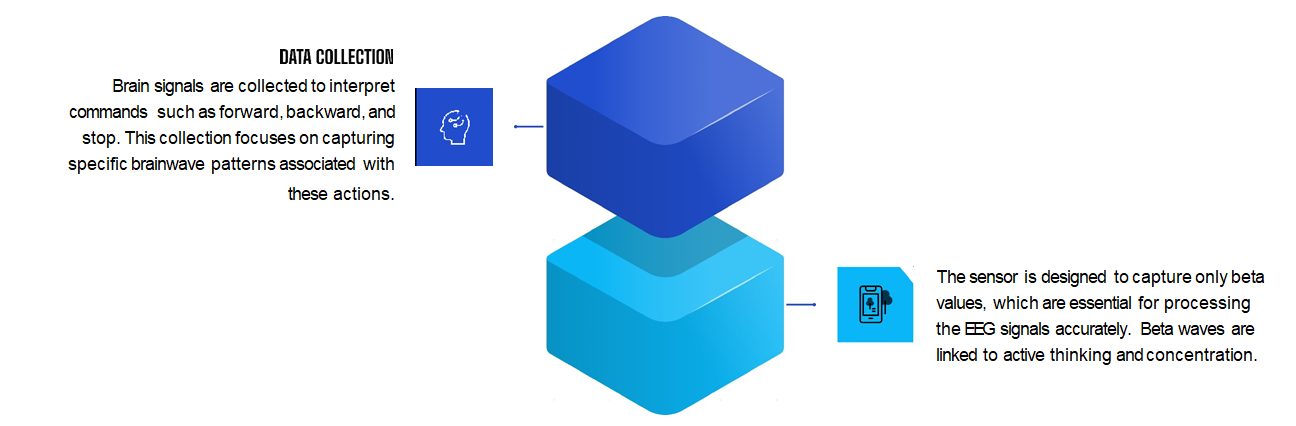 DATA COLLECTION
Brain signals are collected to interpret
commands such as forward, backward, and
stop. This collection focuses on capturing
specific brainwave patterns associated with
these actions.
The sensor is designed to capture only beta
values, which are essential for processing
the EEG signals accurately. Beta waves are
linked to active thinking and concentration.